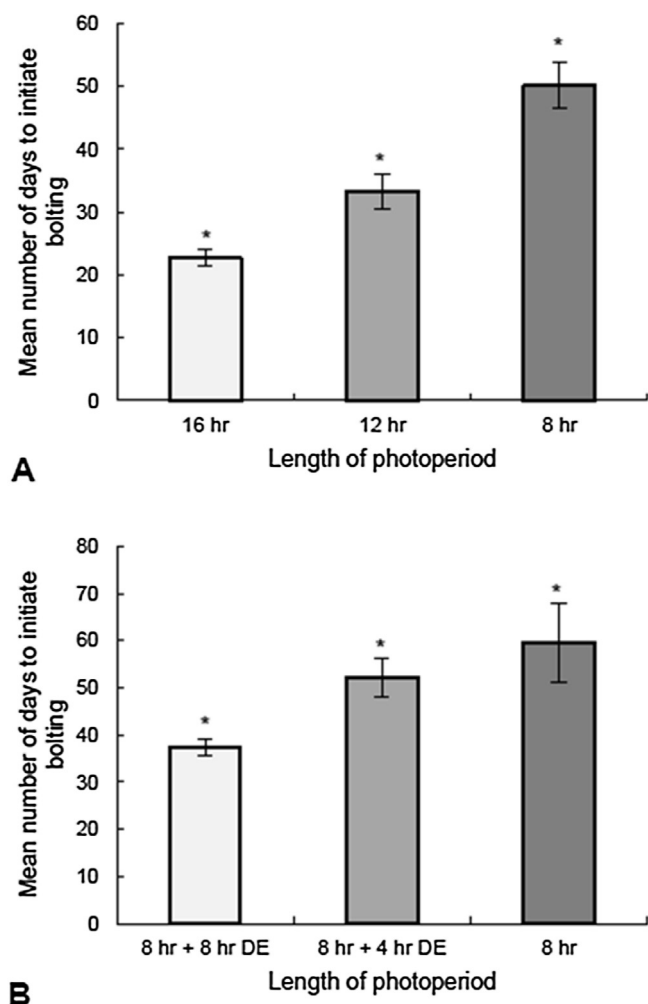 Mean number of days to initiate
bolting
60
50
40
30
20
10
0
*
*
*
16 hr 12 hr 8 hr
Length of photoperiod
A
Mean number of days to initiate
bolting
80
70
60
50
40
30
20
10
0
*
*
*
8 hr + 8 hr DE 8 hr + 4 hr DE 8 hr
Length of photoperiod
B